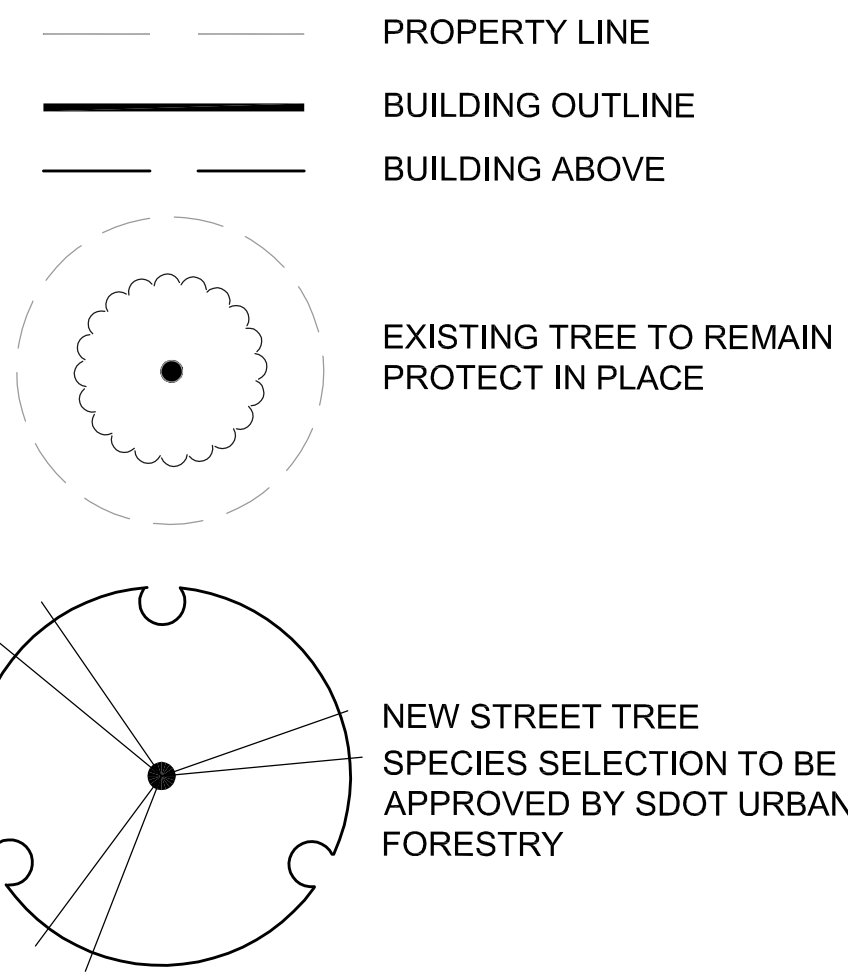 PROPERTY LINE
BUILDING OUTLINE
BUILDING ABOVE
EXISTING TREE TO REMAIN
PROTECT IN PLACE
NEW STREET TREE
SPECIES SELECTION TO BE
APPROVED BY SDOT URBAN
FORESTRY